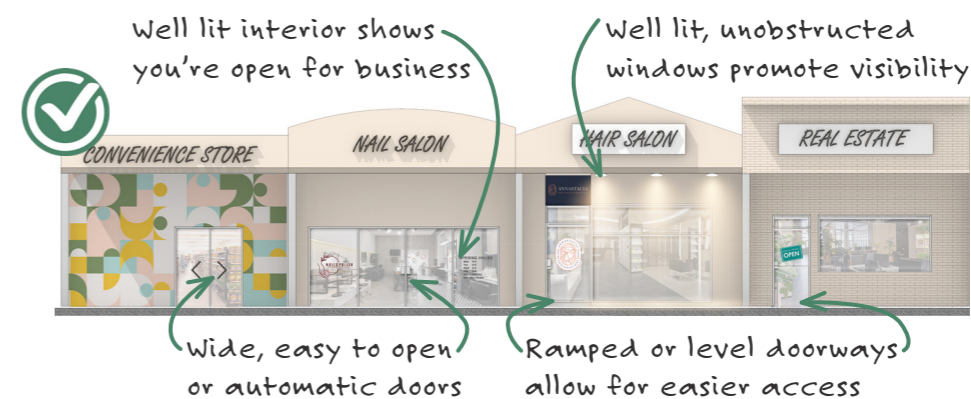 Well lit interior shows
you're open for business
Well lit, unobstructed
windows promote visibility
CONVENIENCE STORE
NAIL SALON
HAIR SALON
REAL ESTATE
OPEN
Wide, easy to open
or automatic doors
Ramped or level doorways
allow for easier access